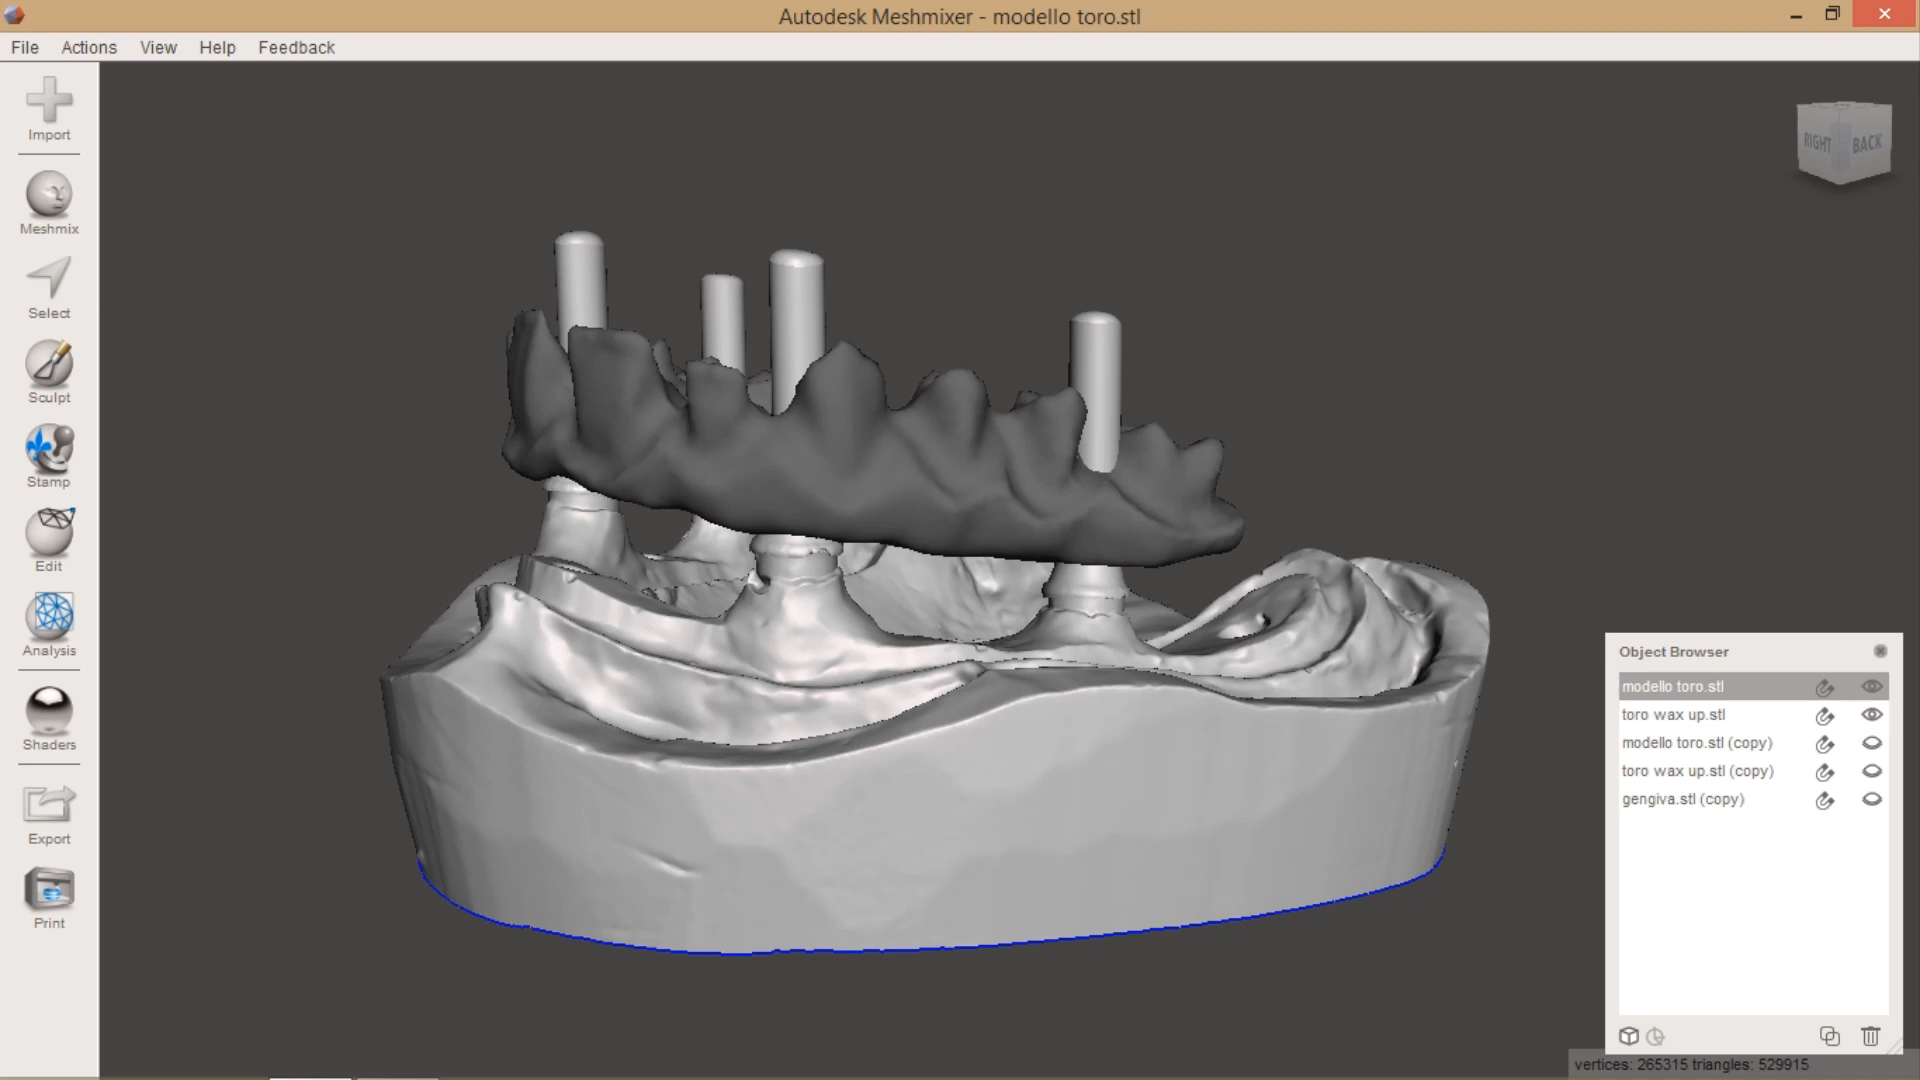 Autodesk Meshmixer - modello toro.stl
File Actions View Help Feedback
Import
Meshmix
Select
Sculpt
Stamp
Edit
Analysis
Shaders
Export
Print
RIGHT BACK
Object Browser
modello toro.stl
toro wax up.stl
modello toro.stl (copy)
toro wax up.stl (copy)
gengiva.stl (copy)
vertices: 265315 triangles: 529915